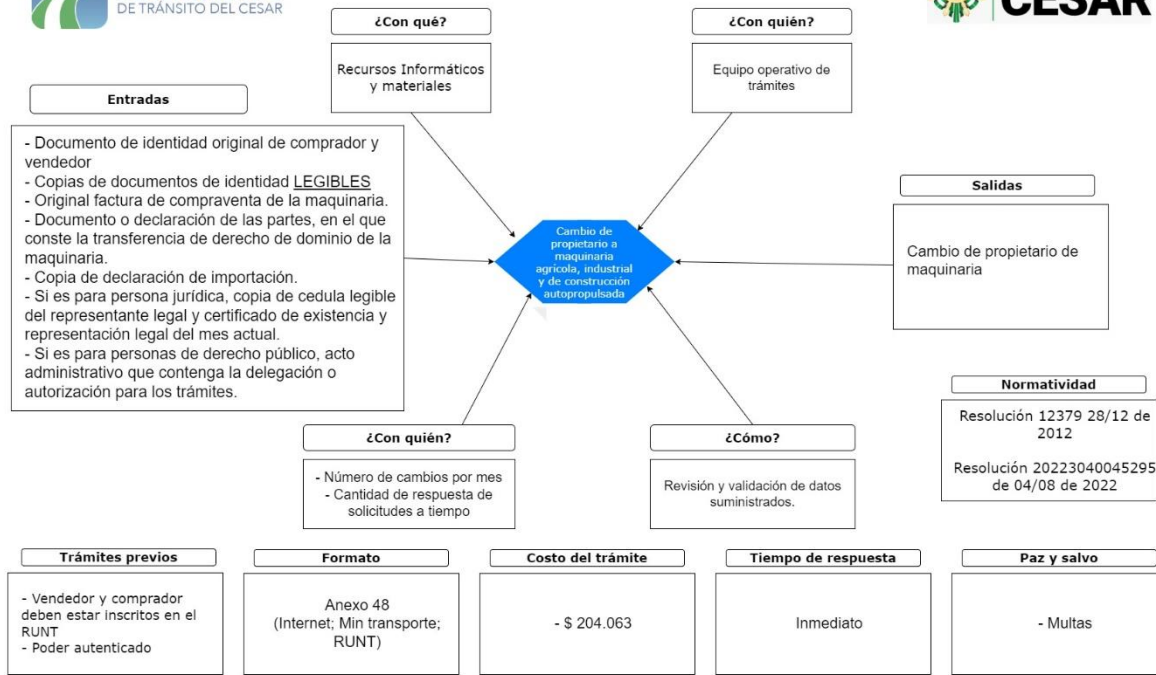 DE TRÁNSITO DEL CESAR
CESAR
¿Con qué?
Recursos Informáticos
y materiales
¿Con quién?
Equipo operativo de
trámites
Entradas
- Documento de identidad original de comprador y
vendedor
- Copias de documentos de identidad LEGIBLES
- Original factura de compraventa de la maquinaria.
- Documento o declaración de las partes, en el que
conste la transferencia de derecho de dominio de la
maquinaria.
- Copia de declaración de importación.
- Si es para persona jurídica, copia de cedula legible
del representante legal y certificado de existencia y
representación legal del mes actual.
- Si es para personas de derecho público, acto
administrativo que contenga la delegación o
autorización para los trámites.
Cambio de
propietario a
maquinaria
agrícola, industrial
y de construcción
autopropulsada
Salidas
Cambio de propietario de
maquinaria
Normatividad
Resolución 12379 28/12 de
2012
Resolución 20223040045295
de 04/08 de 2022
¿Con quién?
- Número de cambios por mes
- Cantidad de respuesta de
solicitudes a tiempo
¿Cómo?
Revisión y validación de datos
suministrados.
Trámites previos
- Vendedor y comprador
deben estar inscritos en el
RUNT
- Poder autenticado
Formato
Anexo 48
(Internet; Min transporte;
RUNT)
Costo del trámite
- $ 204.063
Tiempo de respuesta
Inmediato
Paz y salvo
- Multas